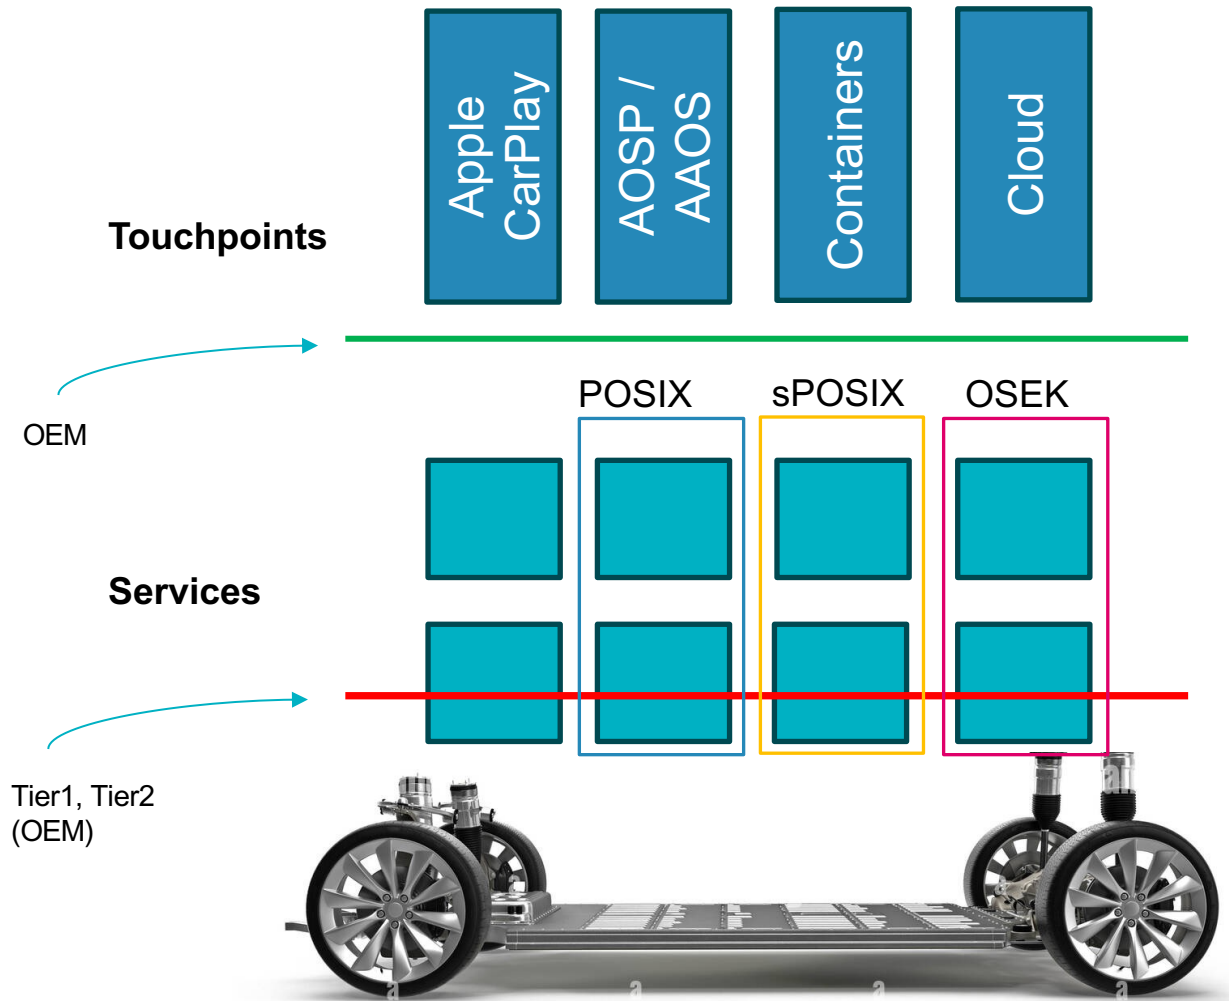 Apple
CarPlay
AOSP /
AAOS
Containers
Cloud
Touchpoints
OEM
POSIX
sPOSIX
OSEK
Services
Tier1, Tier2
(OEM)
a
a
a
a
a